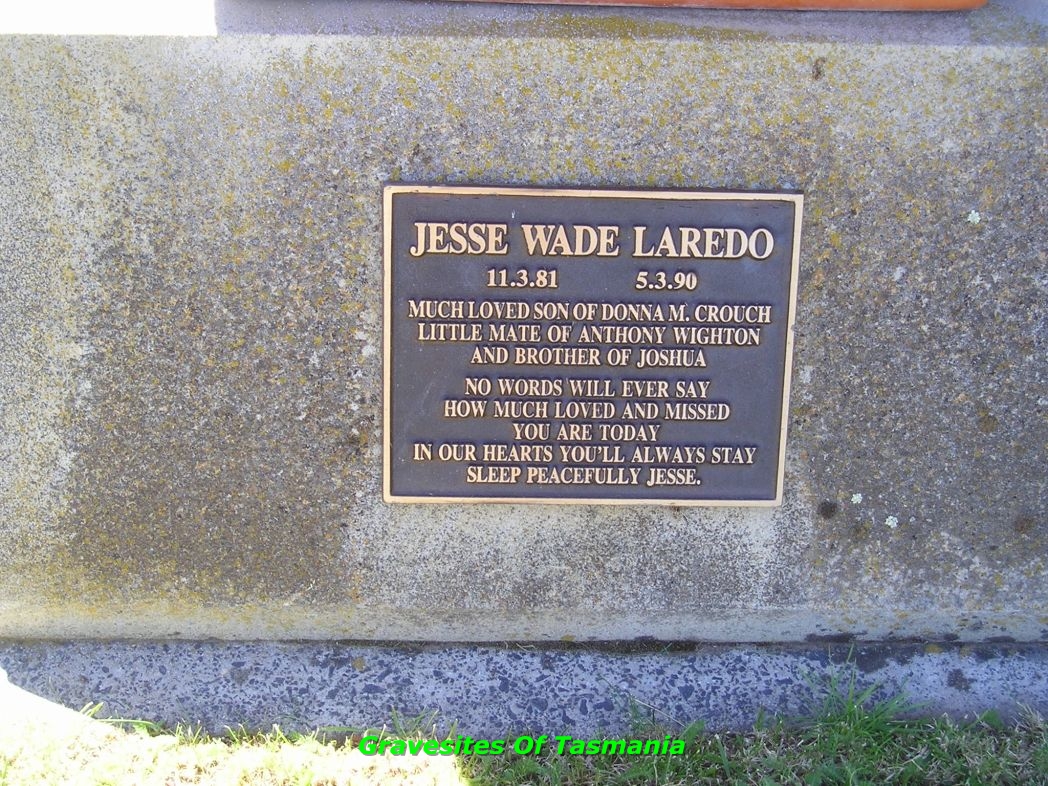 JESSE WADE LAREDO
11.3.81 5.3.90
MUCH LOVED SON OF DONNA M. CROUCH
LITTLE MATE OF ANTHONY WIGHTON
AND BROTHER OF JOSHUA
NO WORDS WILL EVER SAY
HOW MUCH LOVED AND MISSED
YOU ARE TODAY
IN OUR HEARTS YOU'LL ALWAYS STAY
SLEEP PEACEFULLY JESSE.
Gravesites Of Tasmania